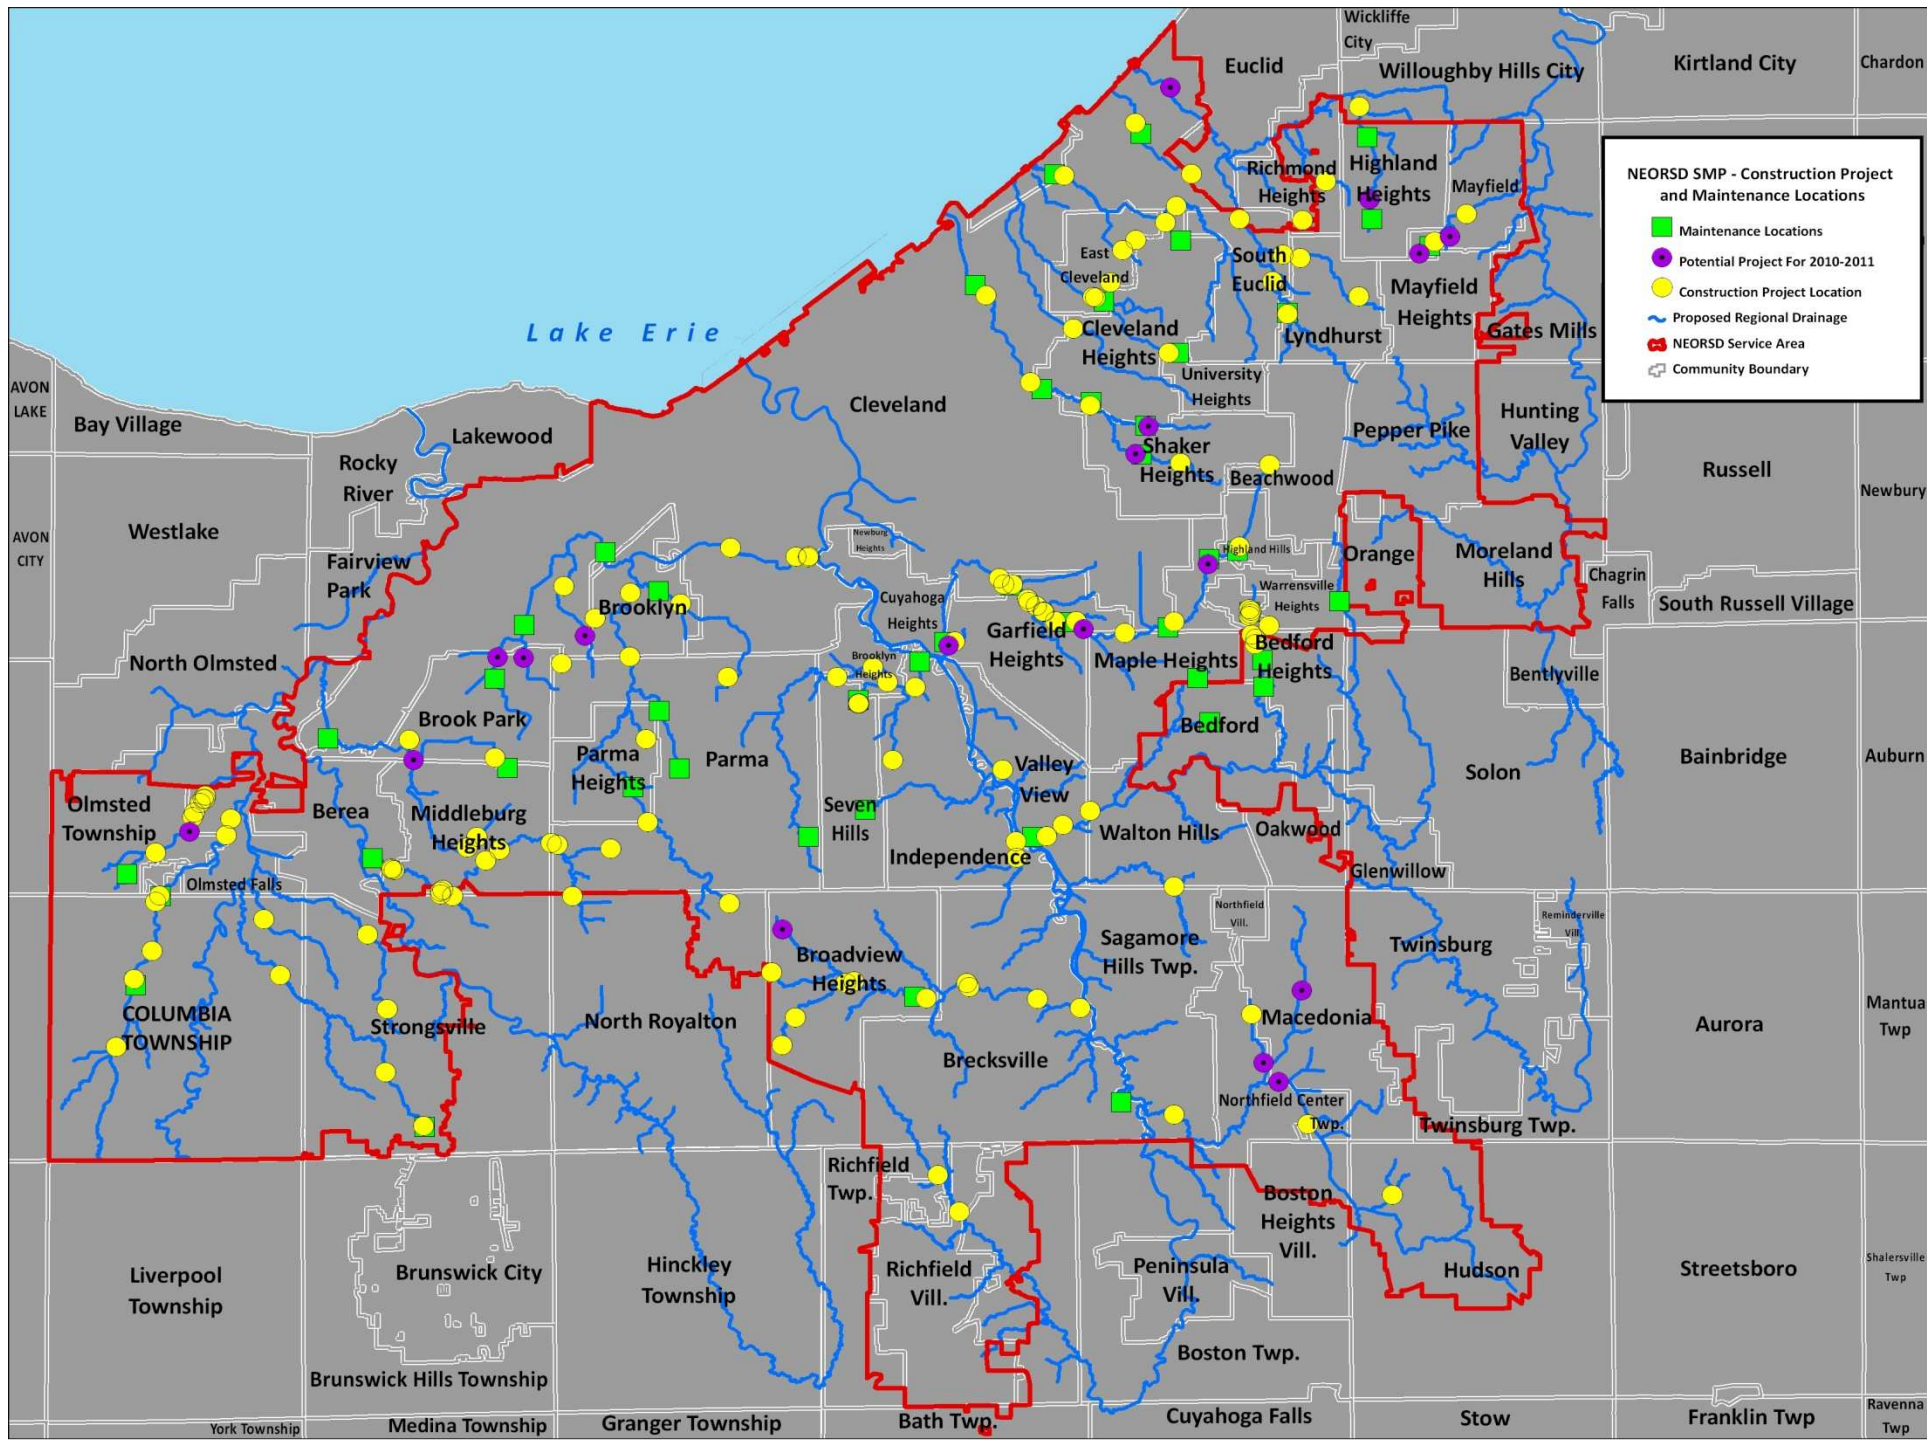 Wickliffe
City
Euclid
Willoughby Hills City
Kirtland City
Chardon
NEORSD SMP - Construction Project
and Maintenance Locations
Maintenance Locations
Potential Project For 2010-2011
Construction Project Location
Proposed Regional Drainage
NEORSD Service Area
Community Boundary
Richmond
Heights
Highland
Heights
Mayfield
East
Cleveland
South
Euclid
Mayfield
Heights
Gates Mills
Lake Erie
Cleveland
Heights
Lyndhurst
University
Heights
AVON
LAKE
Bay Village
Lakewood
Cleveland
Hunting
Valley
Pepper Pike
Rocky
River
Shaker
Heights
Beachwood
Russell
Newbury
Westlake
AVON
CITY
Fairview
Park
Newburg
Heights
Highland Hills
Orange
Moreland
Hills
Chagrin
Falls
South Russell Village
Warrensville
Heights
Brooklyn
Cuyahoga
Heights
Garfield
Heights
Maple Heights
Bedford
Heights
North Olmsted
Brooklyn
Heights
Bentlyville
Brook Park
Bedford
Parma
Heights
Parma
Valley
View
Solon
Bainbridge
Auburn
Olmsted
Township
Berea
Middleburg
Heights
Seven
Hills
Walton Hills
Oakwood
Independence
Glenwillow
Olmsted Falls
Northfield
Vill.
Reminderville
Vill
Broadview
Heights
Sagamore
Hills Twp.
Twinsburg
COLUMBIA
TOWNSHIP
Strongsville
North Royalton
Macedonia
Aurora
Mantua
Twp
Brecksville
Northfield Center
Twp.
Twinsburg Twp.
Richfield
Twp.
Boston
Heights
Vill.
Liverpool
Township
Brunswick City
Hinckley
Township
Richfield
Vill.
Peninsula
Vill.
Hudson
Streetsboro
Shalersville
Twp
Boston Twp.
Brunswick Hills Township
York Township
Medina Township
Granger Township
Bath Twp.
Cuyahoga Falls
Stow
Franklin Twp
Ravenna
Twp